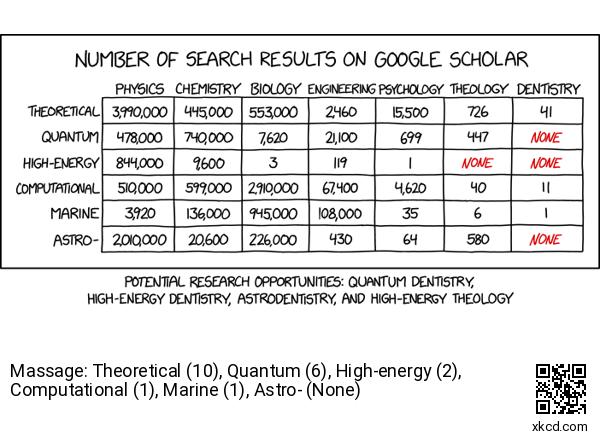 NUMBER OF SEARCH RESULTS ON GOOGLE SCHOLAR
PHYSICS CHEMISTRY BIOLOGY ENGINEERING PSYCHOLOGY THEOLOGY DENTISTRY
THEORETICAL 3,990,000 445,000 553,000 2,460 15,500 726 41
QUANTUM 478,000 740,000 7,620 21,100 699 447 NONE
HIGH-ENERGY 844,000 9,600 3 119 1 NONE NONE
COMPUTATIONAL 510,000 599,000 2,910,000 67,400 4,620 40 11
MARINE 3,920 136,000 945,000 108,000 35 6 1
ASTRO- 2,010,000 20,600 226,000 430 64 580 NONE
POTENTIAL RESEARCH OPPORTUNITIES: QUANTUM DENTISTRY,
HIGH-ENERGY DENTISTRY, ASTRODENTISTRY, AND HIGH-ENERGY THEOLOGY
Massage: Theoretical (10), Quantum (6), High-energy (2),
Computational (1), Marine (1), Astro- (None)
xkcd.com